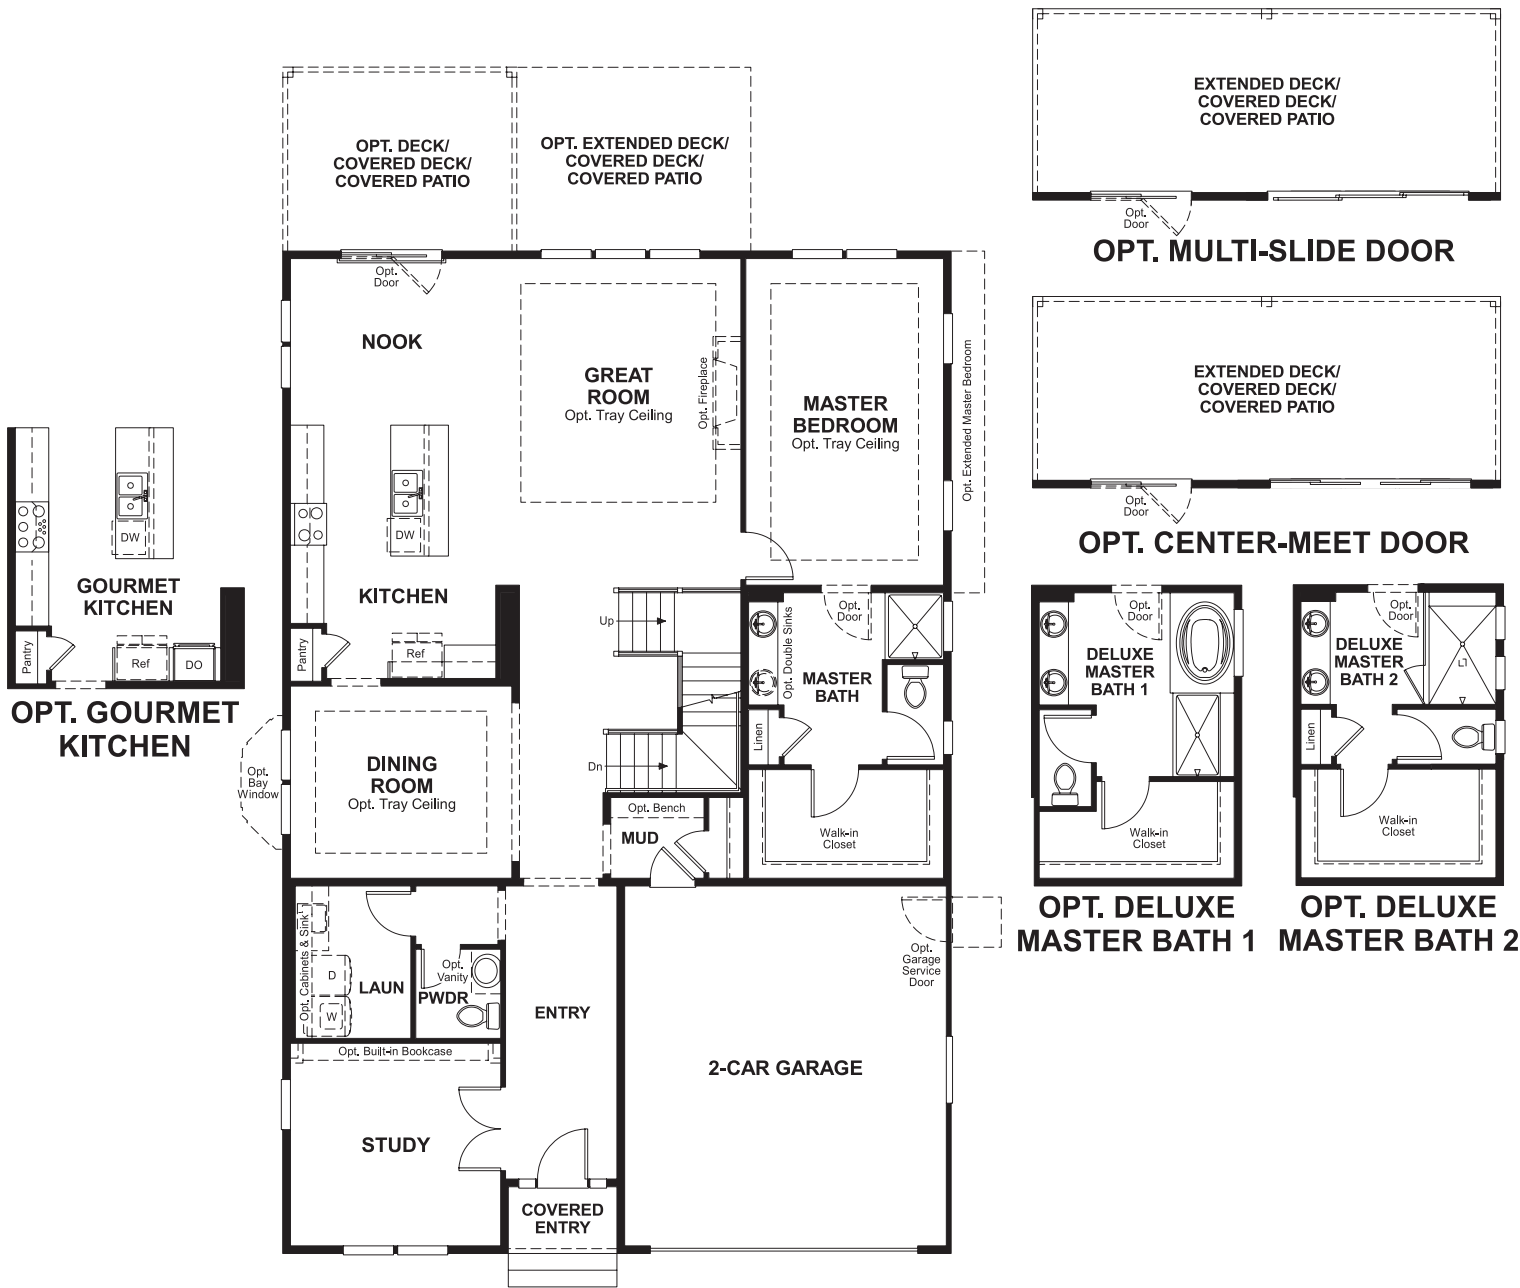 OPT. DECK/
COVERED DECK/
COVERED PATIO
OPT. EXTENDED DECK/
COVERED DECK/
COVERED PATIO
Opt.
Door
NOOK
GREAT
ROOM
Opt. Tray Ceiling
Opt. Fireplace
MASTER
BEDROOM
Opt. Tray Ceiling
Opt. Extended Master Bedroom
DW
KITCHEN
Pantry
Ref
Up
Dn
Opt. Double Sinks
Opt.
Door
MASTER
BATH
Linen
Walk-in
Closet
DINING
ROOM
Opt. Tray Ceiling
Opt.
Bay
Window
Opt. Bench
MUD
Opt. Cabinets & Sink
D
W
LAUN
Opt.
Vanity
PWDR
ENTRY
Opt.
Garage
Service
Door
2-CAR GARAGE
Opt. Built-in Bookcase
STUDY
COVERED
ENTRY
DW
GOURMET
KITCHEN
Pantry
Ref
DO
OPT. GOURMET
KITCHEN
EXTENDED DECK/
COVERED DECK/
COVERED PATIO
Opt.
Door
OPT. MULTI-SLIDE DOOR
EXTENDED DECK/
COVERED DECK/
COVERED PATIO
Opt.
Door
OPT. CENTER-MEET DOOR
Opt.
Door
DELUXE
MASTER
BATH 1
Walk-in
Closet
OPT. DELUXE
MASTER BATH 1
Opt.
Door
DELUXE
MASTER
BATH 2
Linen
Walk-in
Closet
OPT. DELUXE
MASTER BATH 2